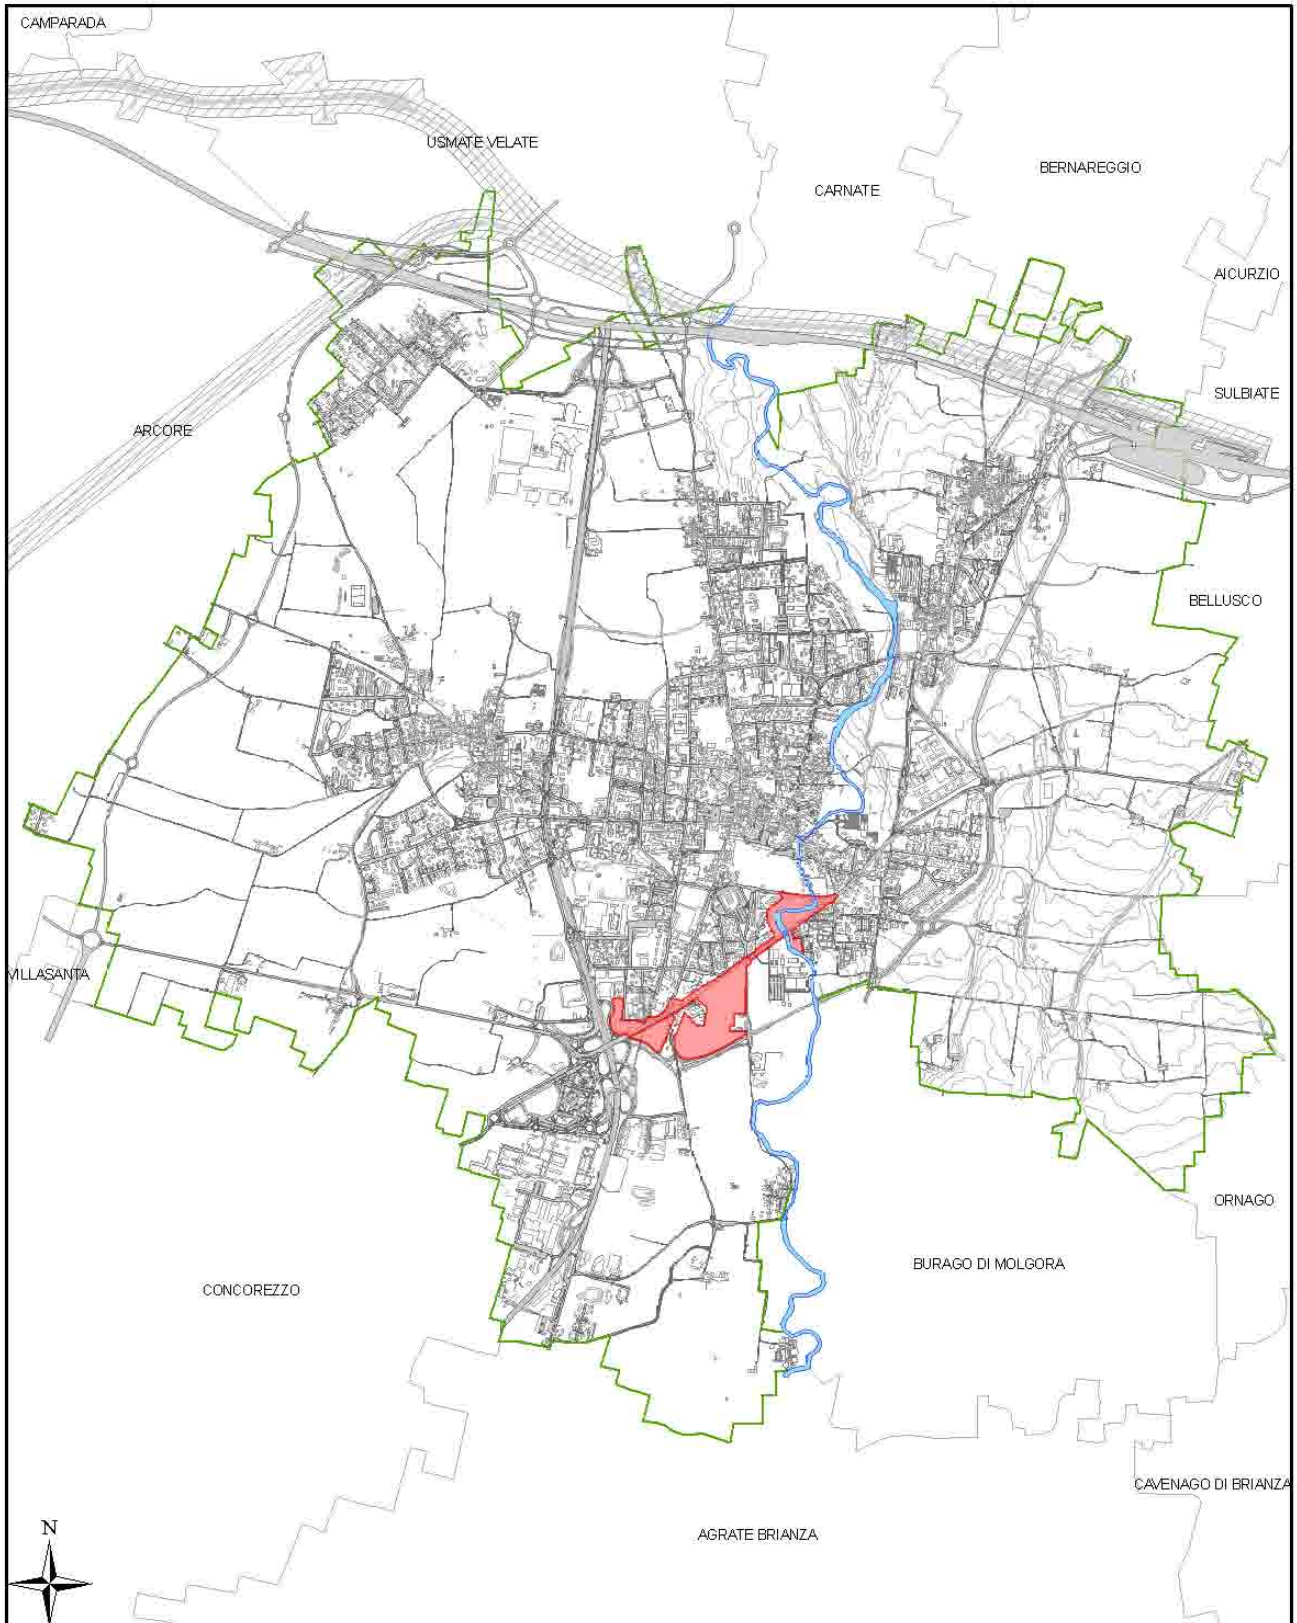 CAMPARADA
USMATE VELATE
BERNAREGGIO
CARNATE
AICURZIO
SULBIATE
ARCORE
BELLUSCO
VILLASANTA
ORNAGO
BURAGO DI MOLGORA
CONCOREZZO
CAVENAGO DI BRIANZA
N
AGRATE BRIANZA